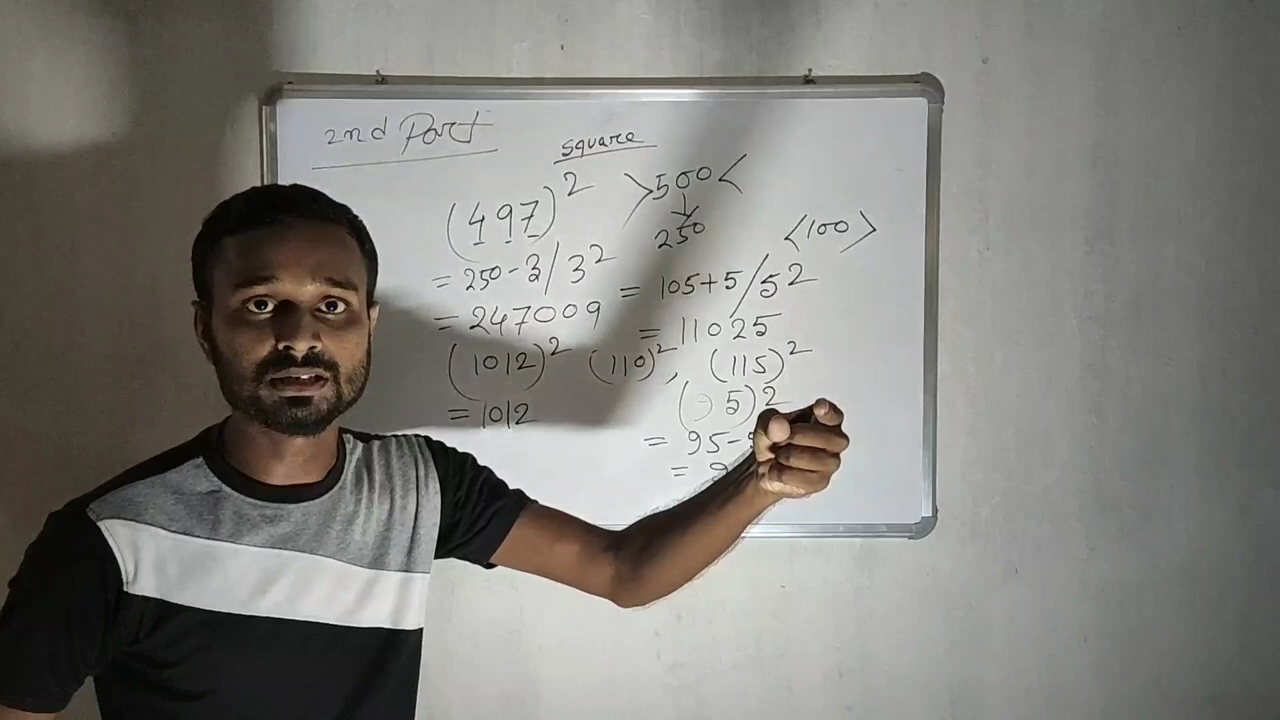 2nd Part
square
(497)² >500<
250
<100>
= 250 - 3/3²
= 105+5/5²
= 247009
= 11025
(1012)² (110)², (115)²
5)²
= 1012
= 95-
= 9